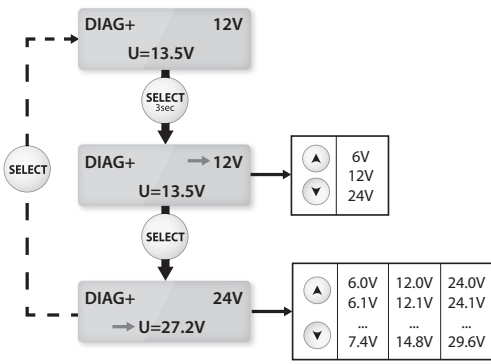 DIAG+ 12V
U=13.5V
SELECT
3sec
SELECT
DIAG+ → 12V
U=13.5V
6V
12V
24V
SELECT
DIAG+ 24V
→ U=27.2V
6.0V 12.0V 24.0V
6.1V 12.1V 24.1V
... ... ...
7.4V 14.8V 29.6V